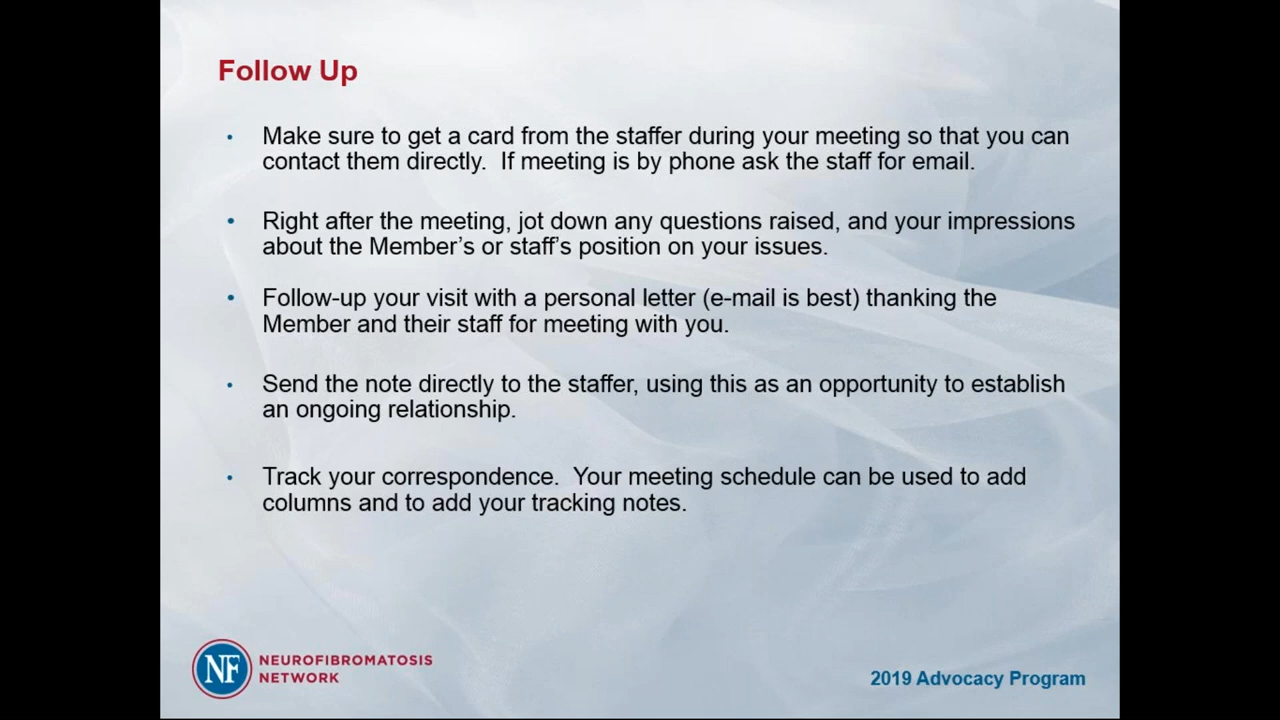 Follow Up
• Make sure to get a card from the staffer during your meeting so that you can
contact them directly.  If meeting is by phone ask the staff for email.
• Right after the meeting, jot down any questions raised, and your impressions
about the Member’s or staff’s position on your issues.
• Follow-up your visit with a personal letter (e-mail is best) thanking the
Member and their staff for meeting with you.
• Send the note directly to the staffer, using this as an opportunity to establish
an ongoing relationship.
• Track your correspondence.  Your meeting schedule can be used to add
columns and to add your tracking notes.
NF
NEUROFIBROMATOSIS
NETWORK
2019 Advocacy Program